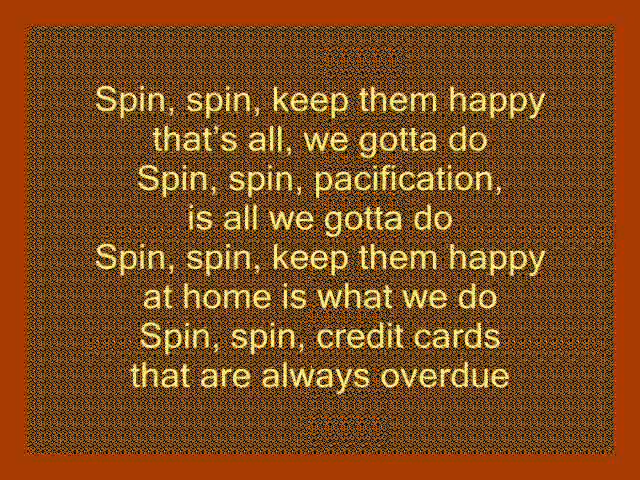 Spin, spin, keep them happy
that's all, we gotta do
Spin, spin, pacification,
is all we gotta do
Spin, spin, keep them happy
at home is what we do
Spin, spin, credit cards
that are always overdue